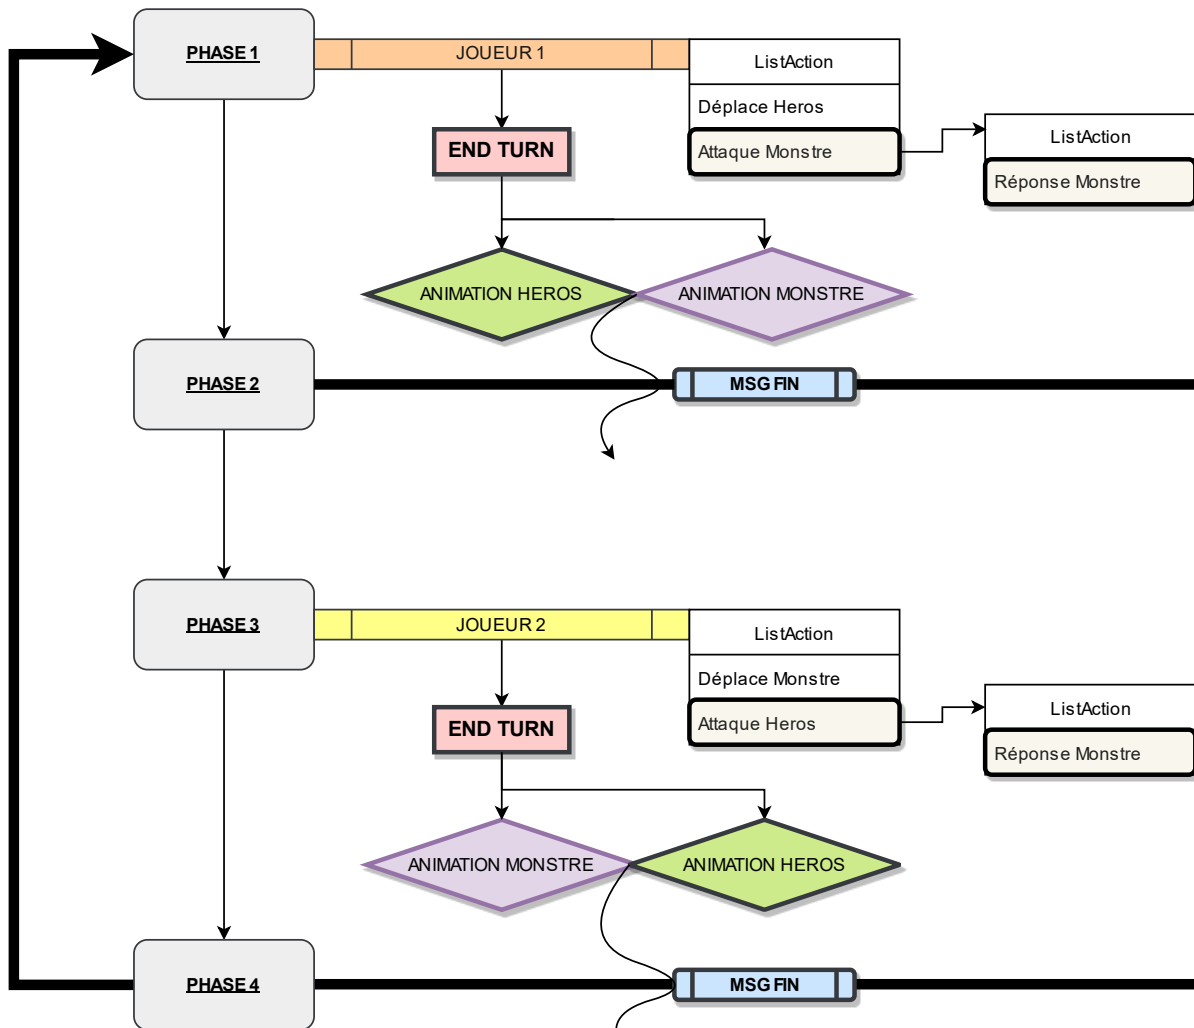 PHASE 1
JOUEUR 1
ListAction
Déplace Heros
Attaque Monstre
ListAction
Réponse Monstre
END TURN
ANIMATION HEROS
ANIMATION MONSTRE
PHASE 2
MSG FIN
PHASE 3
JOUEUR 2
ListAction
Déplace Monstre
Attaque Heros
ListAction
Réponse Monstre
END TURN
ANIMATION MONSTRE
ANIMATION HEROS
PHASE 4
MSG FIN